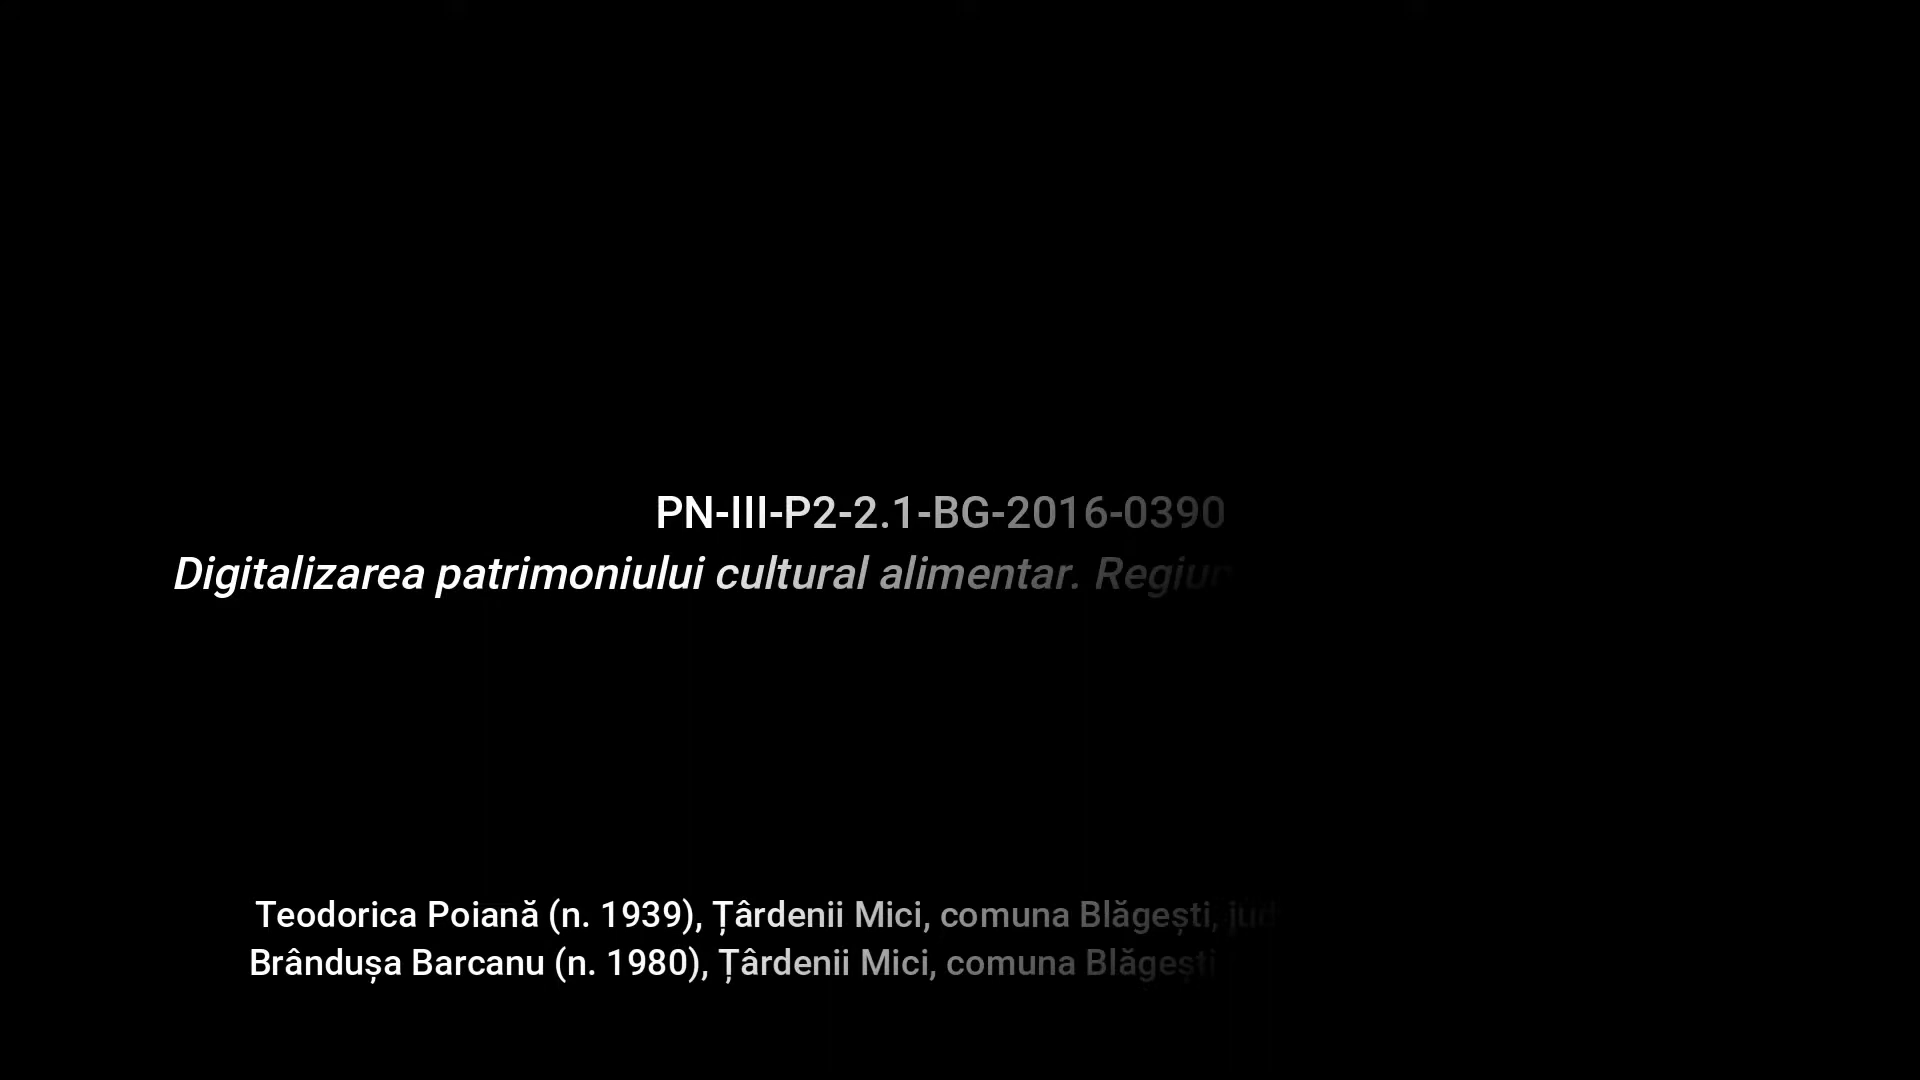 PN-III-P2-2.1-BG-2016-0390
Digitalizarea patrimoniului cultural alimentar.
Teodorica Poiană (n. 1939), Țârdenii Mici, comuna Blăgești,
Brândușa Barcanu (n. 1980), Țârdenii Mici, comuna Blăgești